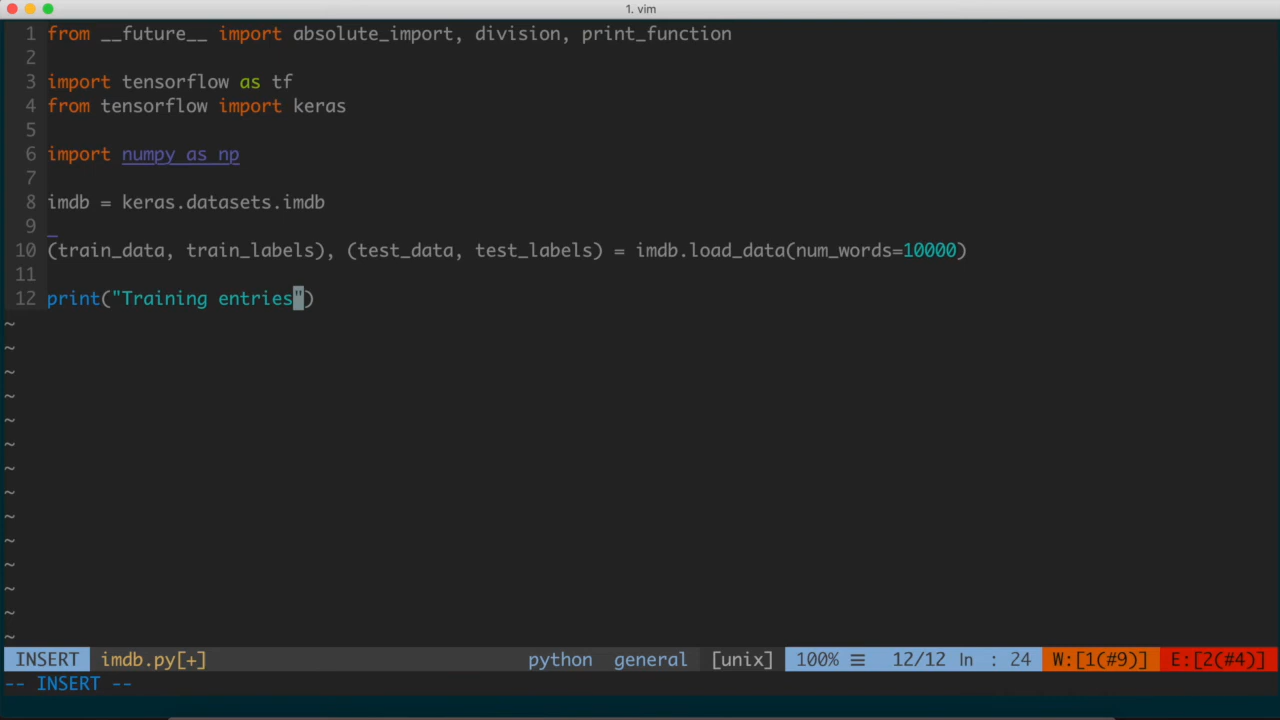 1. vim
1 from __future__ import absolute_import, division, print_function
2
3 import tensorflow as tf
4 from tensorflow import keras
5
6 import numpy as np
7
8 imdb = keras.datasets.imdb
9
10 (train_data, train_labels), (test_data, test_labels) = imdb.load_data(num_words=10000)
11
12 print("Training entries")
~
~
~
~
~
~
~
~
~
~
~
~
~
~
INSERT imdb.py[+] python general [unix] 100% ☰ 12/12 ln : 24 W:[1(#9)] E:[2(#4)]
-- INSERT --